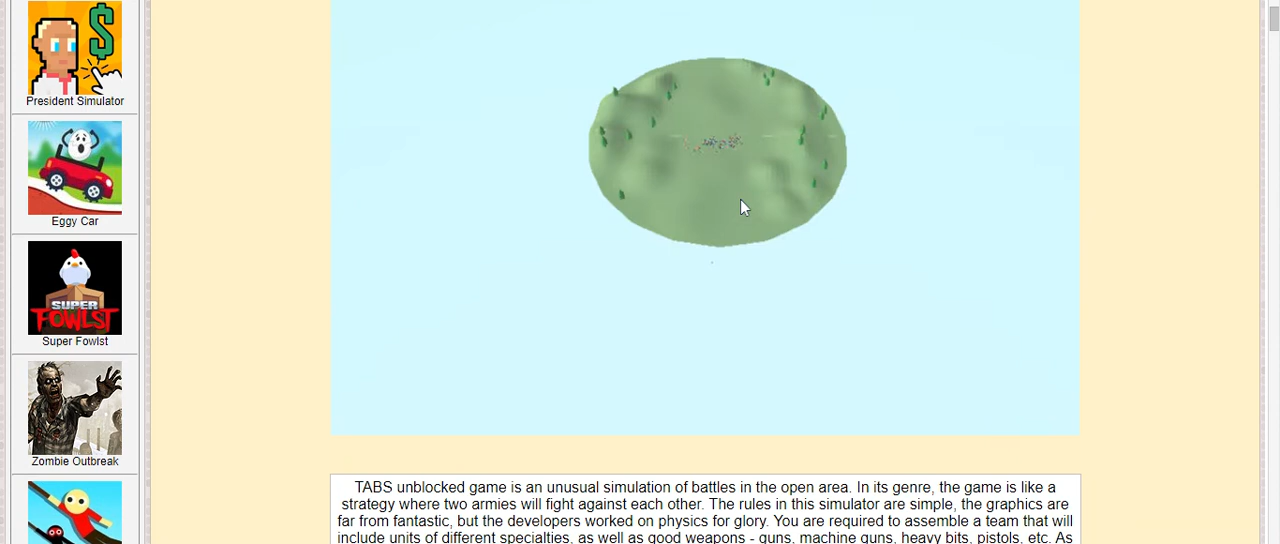 President Simulator
Eggy Car
SUPER
FOWLST
Super Fowlst
Zombie Outbreak
TABS unblocked game is an unusual simulation of battles in the open area. In its genre, the game is like a
strategy where two armies will fight against each other. The rules in this simulator are simple, the graphics are
far from fantastic, but the developers worked on physics for glory. You are required to assemble a team that will
include units of different specialties, as well as good weapons - guns, machine guns, heavy bits, pistols, etc. As